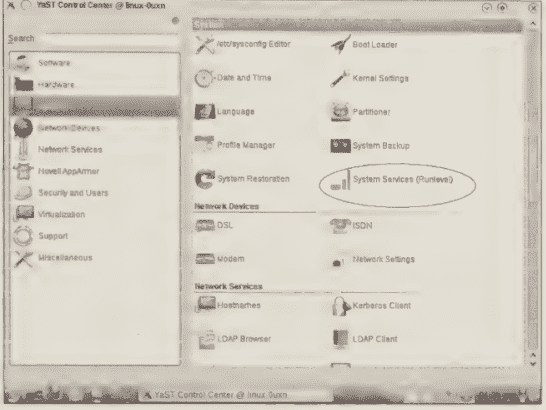 YaST Control Center @ linux-0uxn
Search
System
Software
Hardware
Network Devices
Network Services
Novell AppArmor
Security and Users
Virtualization
Support
Miscellaneous
/etc/sysconfig Editor
Boot Loader
Date and Time
Kernel Settings
Language
Partitioner
Profile Manager
System Backup
System Restoration
System Services (Runlevel)
Network Devices
DSL
ISDN
Modem
Network Settings
Network Services
Hostnames
Kerberos Client
LDAP Browser
LDAP Client
YaST Control Center @ linux-0uxn